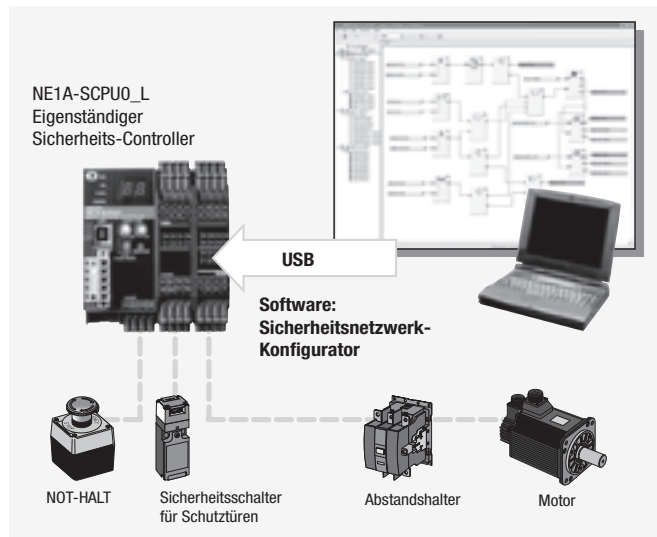 NE1A-SCPU0_L
Eigenständiger
Sicherheits-Controller
USB
Software:
Sicherheitsnetzwerk-
Konfigurator
NOT-HALT
Sicherheitsschalter
für Schutztüren
Abstandshalter
Motor